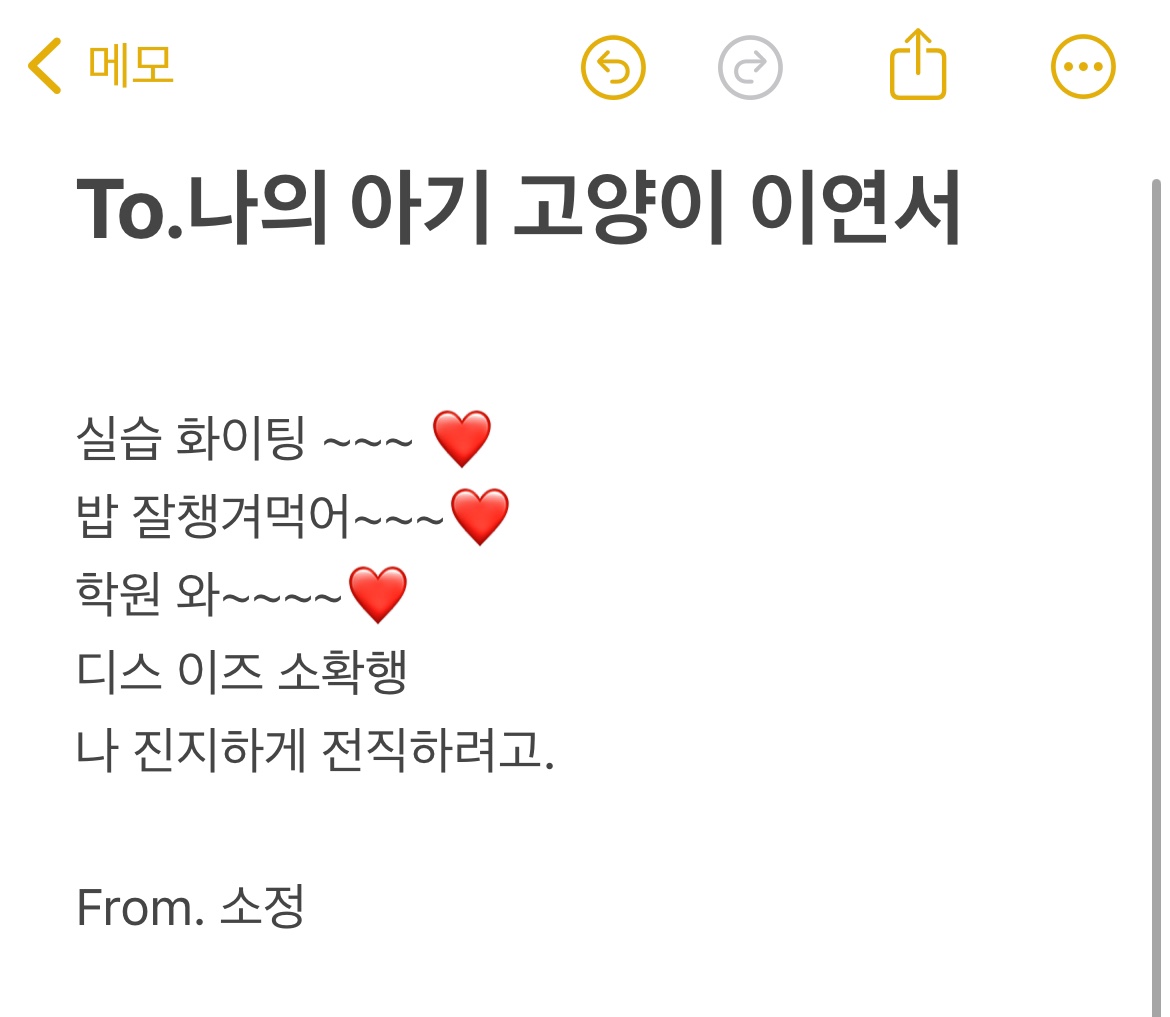 메모
To.나의 아기 고양이 이연서
실습 화이팅 ~~~ ❤️
밥 잘챙겨먹어~~~❤️
학원 와~~~~❤️
디스 이즈 소확행
나 진지하게 전직하려고.
From. 소정